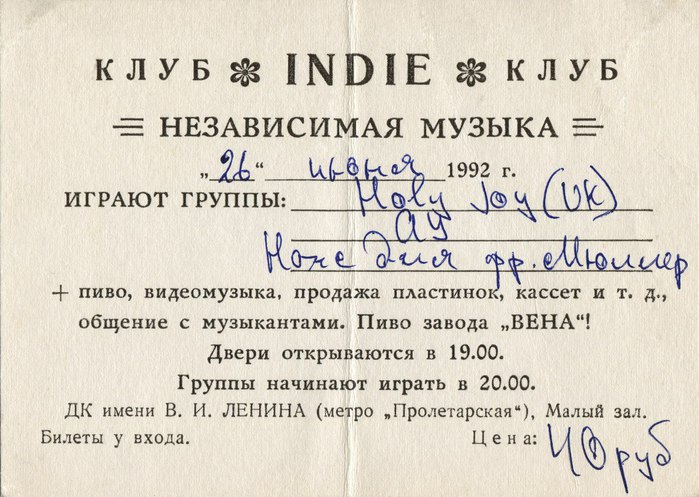 КЛУБ INDIE КЛУБ
НЕЗАВИСИМАЯ МУЗЫКА
„26“ июня 1992 г.
ИГРАЮТ ГРУППЫ: Holy Joy (UK)
АУ
Нож для фр. Мюллер
+ пиво, видеомузыка, продажа пластинок, кассет и т. д.,
общение с музыкантами. Пиво завода „ВЕНА“!
Двери открываются в 19.00.
Группы начинают играть в 20.00.
ДК имени В. И. ЛЕНИНА (метро „Пролетарская“), Малый зал.
Билеты у входа. Цена: 40 руб